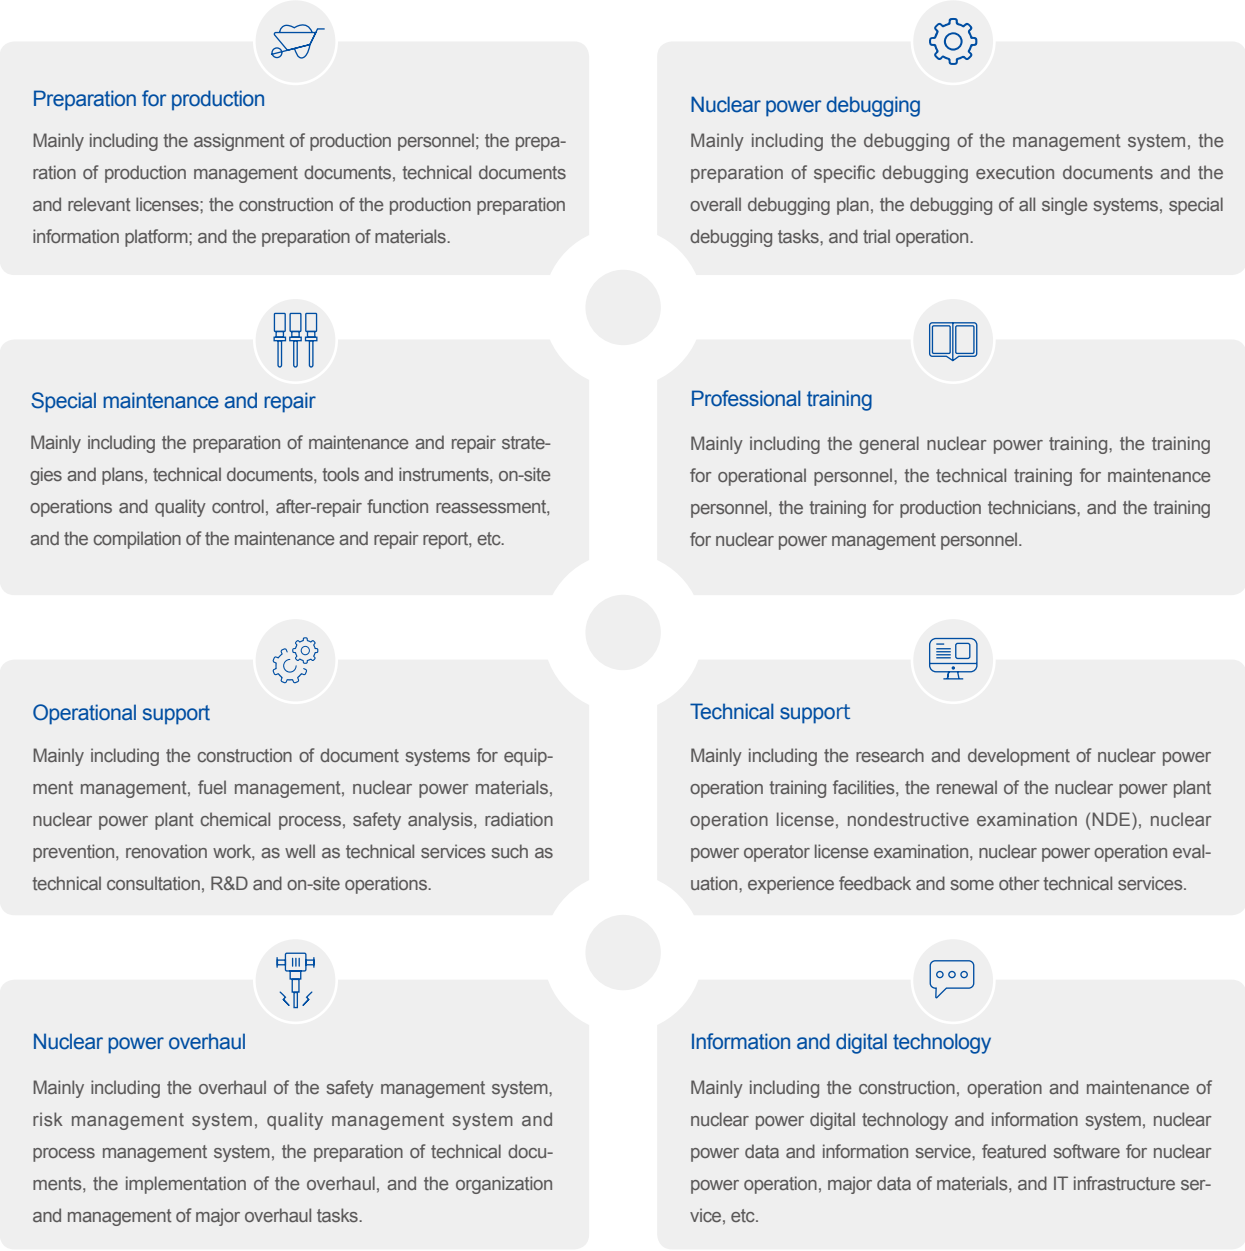 Preparation for production
Mainly including the assignment of production personnel; the prepa-
ration of production management documents, technical documents
and relevant licenses; the construction of the production preparation
information platform; and the preparation of materials.
Nuclear power debugging
Mainly including the debugging of the management system, the
preparation of specific debugging execution documents and the
overall debugging plan, the debugging of all single systems, special
debugging tasks, and trial operation.
Special maintenance and repair
Mainly including the preparation of maintenance and repair strate-
gies and plans, technical documents, tools and instruments, on-site
operations and quality control, after-repair function reassessment,
and the compilation of the maintenance and repair report, etc.
Professional training
Mainly including the general nuclear power training, the training
for operational personnel, the technical training for maintenance
personnel, the training for production technicians, and the training
for nuclear power management personnel.
Operational support
Mainly including the construction of document systems for equip-
ment management, fuel management, nuclear power materials,
nuclear power plant chemical process, safety analysis, radiation
prevention, renovation work, as well as technical services such as
technical consultation, R&D and on-site operations.
Technical support
Mainly including the research and development of nuclear power
operation training facilities, the renewal of the nuclear power plant
operation license, nondestructive examination (NDE), nuclear
power operator license examination, nuclear power operation eval-
uation, experience feedback and some other technical services.
Nuclear power overhaul
Mainly including the overhaul of the safety management system,
risk management system, quality management system and
process management system, the preparation of technical docu-
ments, the implementation of the overhaul, and the organization
and management of major overhaul tasks.
Information and digital technology
Mainly including the construction, operation and maintenance of
nuclear power digital technology and information system, nuclear
power data and information service, featured software for nuclear
power operation, major data of materials, and IT infrastructure ser-
vice, etc.